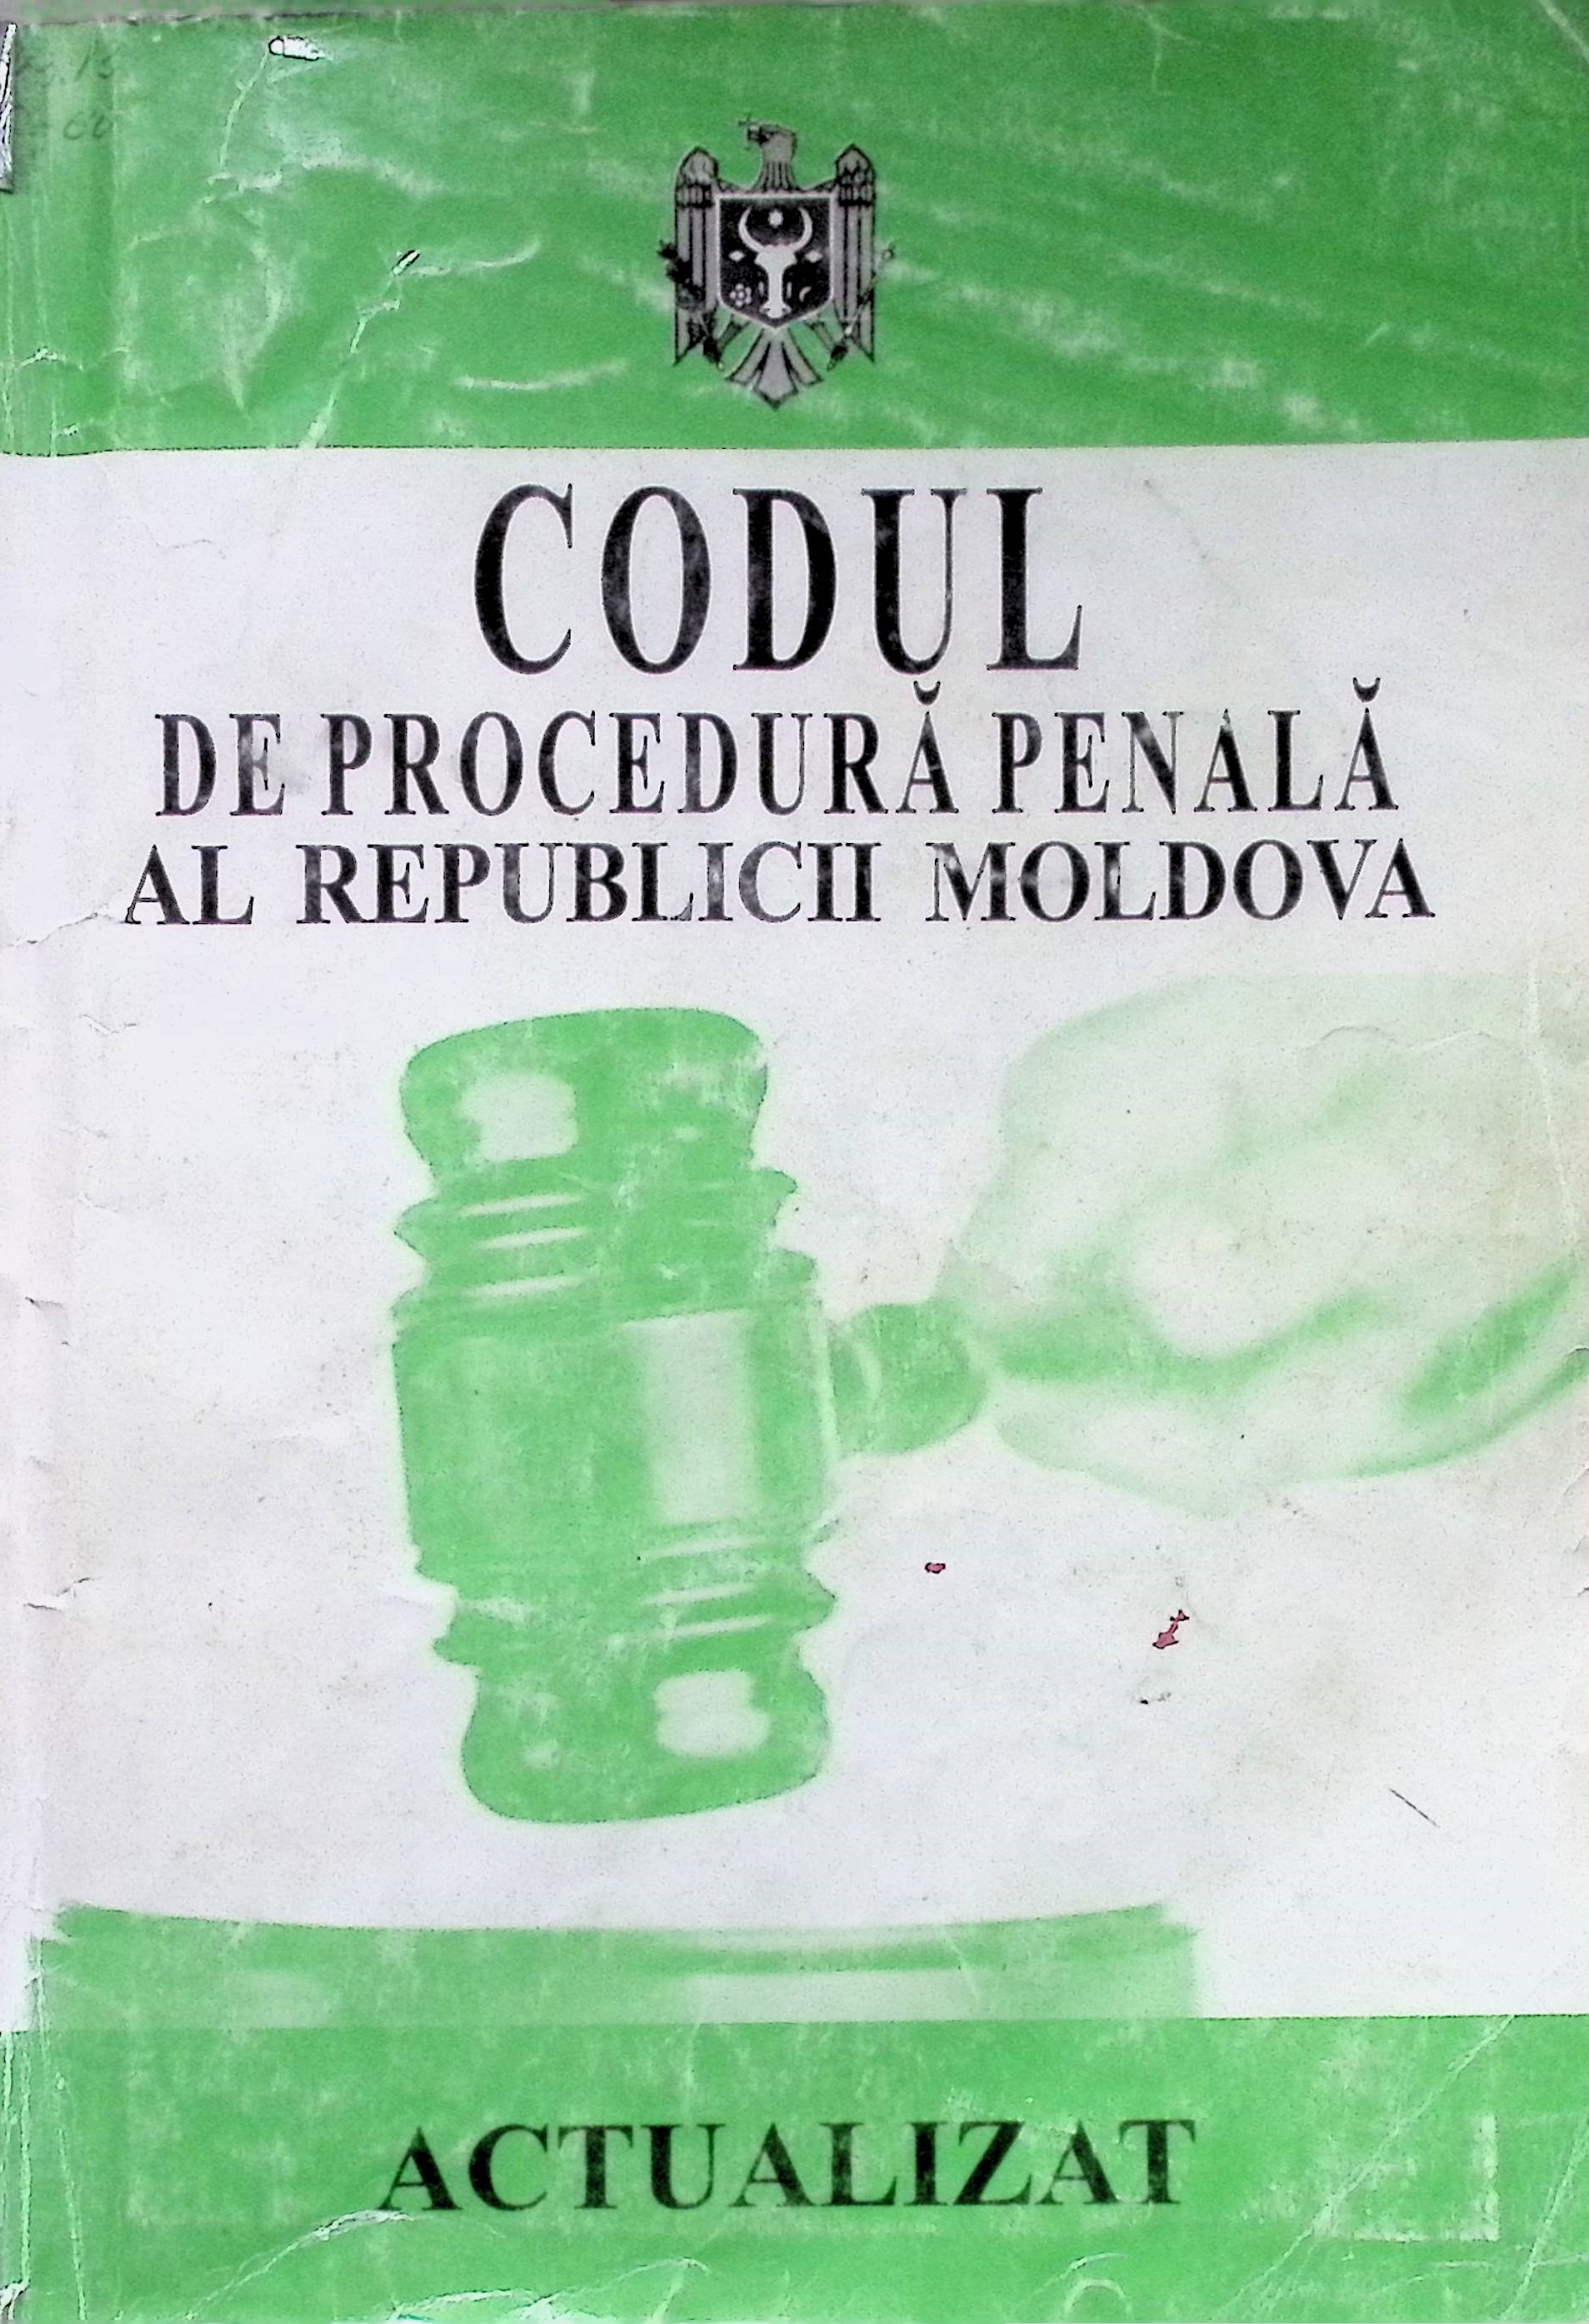 CODUL
DE PROCEDURĂ PENALĂ
AL REPUBLICII MOLDOVA
ACTUALIZAT